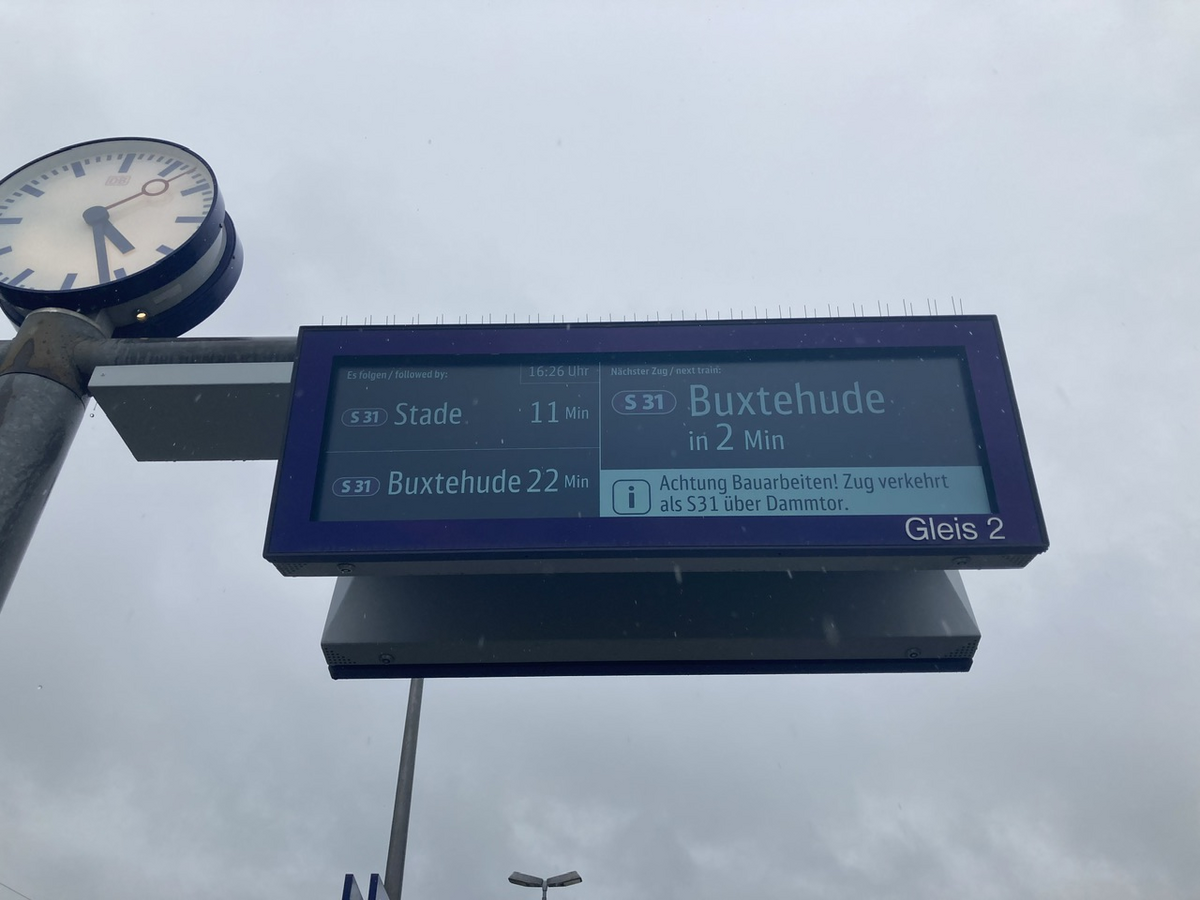 Es folgen / followed by:
16:26 Uhr
S 31 Stade 11 Min
S 31 Buxtehude 22 Min
Nächster Zug / next train:
S 31 Buxtehude
in 2 Min
i Achtung Bauarbeiten! Zug verkehrt
als S31 über Dammtor.
Gleis 2